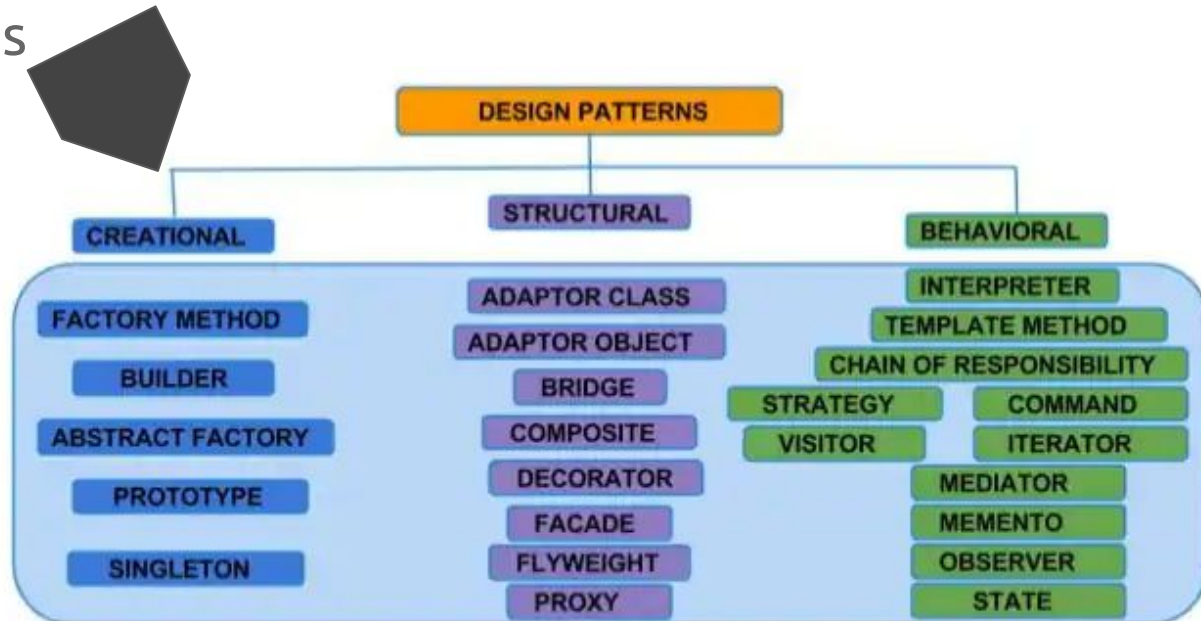 s
DESIGN PATTERNS
CREATIONAL
FACTORY METHOD
BUILDER
ABSTRACT FACTORY
PROTOTYPE
SINGLETON
STRUCTURAL
ADAPTOR CLASS
ADAPTOR OBJECT
BRIDGE
COMPOSITE
DECORATOR
FACADE
FLYWEIGHT
PROXY
BEHAVIORAL
INTERPRETER
TEMPLATE METHOD
CHAIN OF RESPONSIBILITY
STRATEGY COMMAND
VISITOR ITERATOR
MEDIATOR
MEMENTO
OBSERVER
STATE